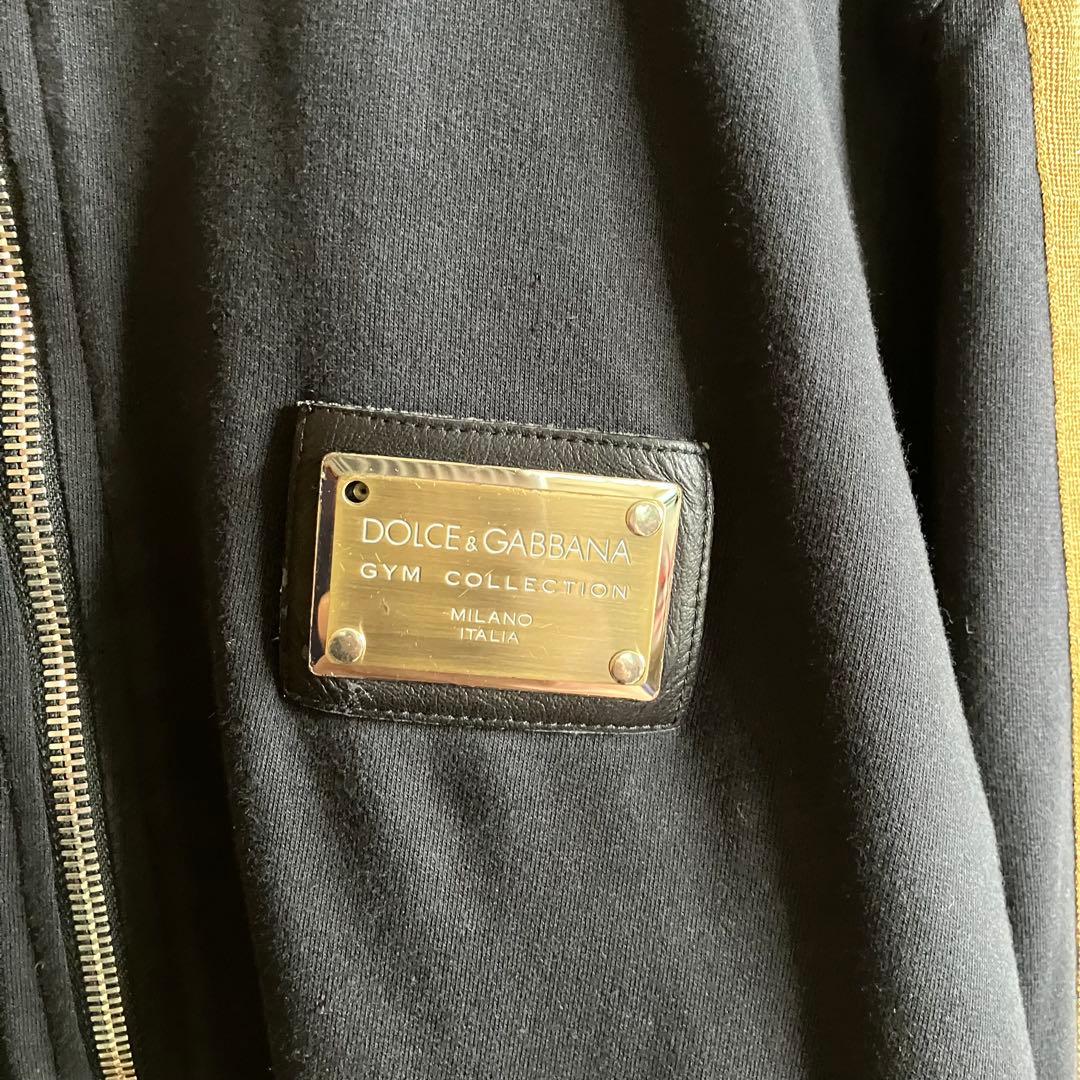 DOLCE & GABBANA
GYM COLLECTION
MILANO
ITALIA